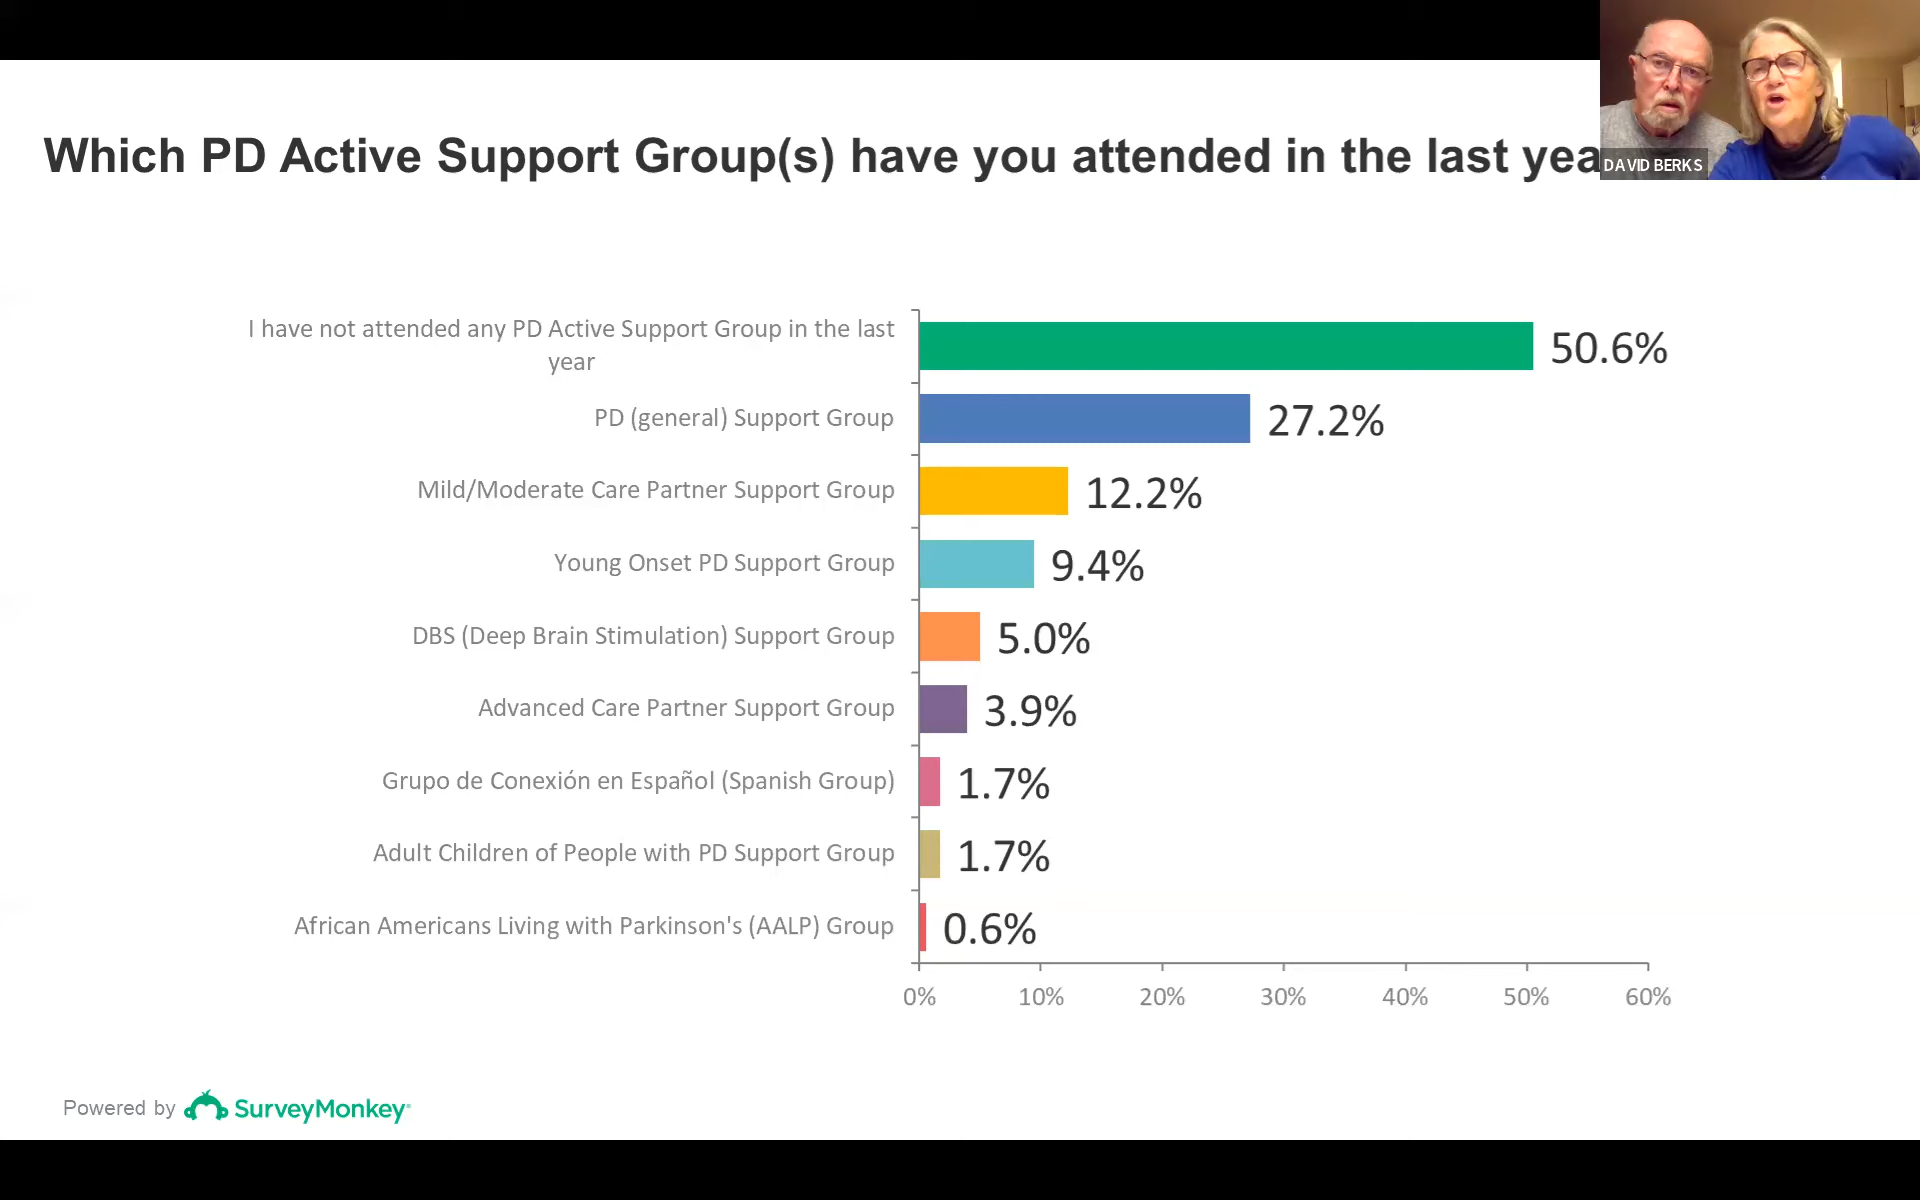 Which PD Active Support Group(s) have you attended in the last yea
DAVID BERKS
I have not attended any PD Active Support Group in the last
year
50.6%
PD (general) Support Group
27.2%
Mild/Moderate Care Partner Support Group
12.2%
Young Onset PD Support Group
9.4%
DBS (Deep Brain Stimulation) Support Group
5.0%
Advanced Care Partner Support Group
3.9%
Grupo de Conexión en Español (Spanish Group)
1.7%
Adult Children of People with PD Support Group
1.7%
African Americans Living with Parkinson's (AALP) Group
0.6%
0% 10% 20% 30% 40% 50% 60%
Powered by SurveyMonkey